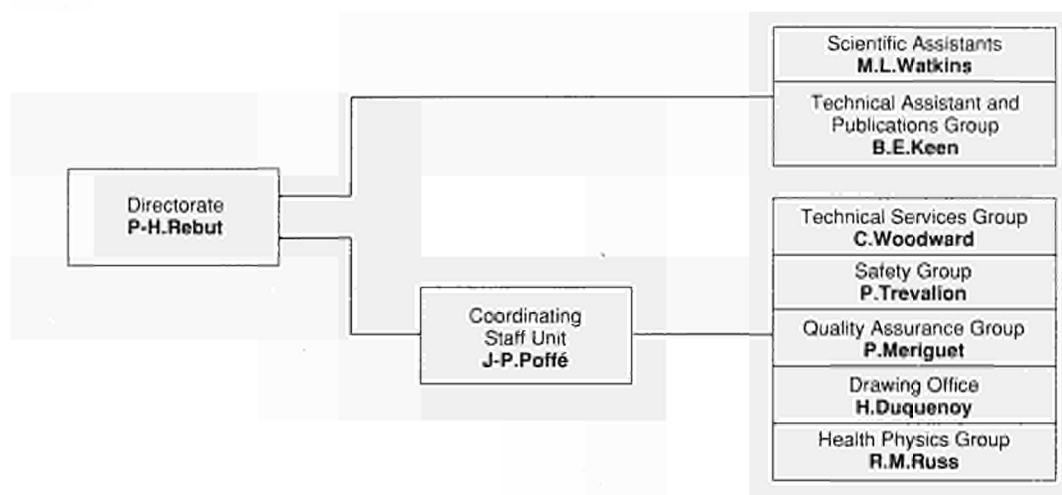 Scientific Assistants
M.L.Watkins
Technical Assistant and
Publications Group
B.E.Keen
Directorate
P-H.Rebut
Technical Services Group
C.Woodward
Safety Group
P.Trevalion
Coordinating
Staff Unit
J-P.Poffé
Quality Assurance Group
P.Meriguet
Drawing Office
H.Duquenoy
Health Physics Group
R.M.Russ